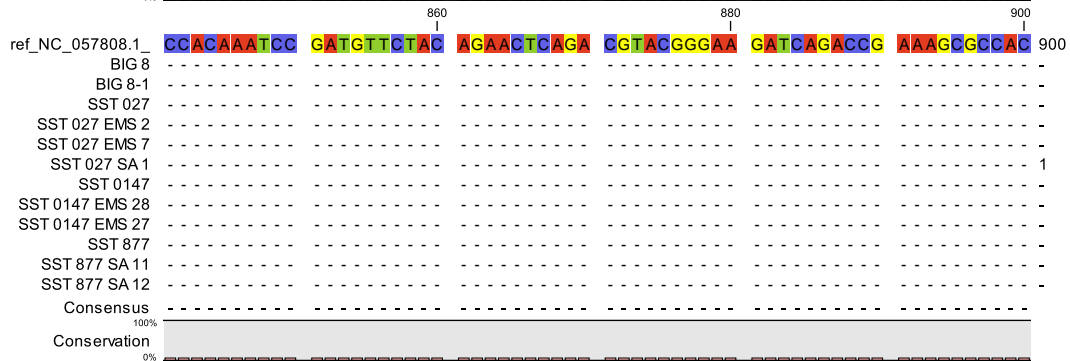 860 880 900
ref_NC_057808.1_ CCACAAATCC GATGTTCTAC AGAACTCAGA CGTACGGGAA GATCAGACCG AAAGCGCCAC 900
BIG 8 - - - - - - - - - - - - - - - - - - - - - - - - - - - - - - - - - - - - - - - - - - - - - - - - - - - - - - - - - - - - -
BIG 8-1 - - - - - - - - - - - - - - - - - - - - - - - - - - - - - - - - - - - - - - - - - - - - - - - - - - - - - - - - - - - - -
SST 027 - - - - - - - - - - - - - - - - - - - - - - - - - - - - - - - - - - - - - - - - - - - - - - - - - - - - - - - - - - - - -
SST 027 EMS 2 - - - - - - - - - - - - - - - - - - - - - - - - - - - - - - - - - - - - - - - - - - - - - - - - - - - - - - - - - - - - -
SST 027 EMS 7 - - - - - - - - - - - - - - - - - - - - - - - - - - - - - - - - - - - - - - - - - - - - - - - - - - - - - - - - - - - - -
SST 027 SA 1 - - - - - - - - - - - - - - - - - - - - - - - - - - - - - - - - - - - - - - - - - - - - - - - - - - - - - - - - - - - - 1
SST 0147 - - - - - - - - - - - - - - - - - - - - - - - - - - - - - - - - - - - - - - - - - - - - - - - - - - - - - - - - - - - - -
SST 0147 EMS 28 - - - - - - - - - - - - - - - - - - - - - - - - - - - - - - - - - - - - - - - - - - - - - - - - - - - - - - - - - - - - -
SST 0147 EMS 27 - - - - - - - - - - - - - - - - - - - - - - - - - - - - - - - - - - - - - - - - - - - - - - - - - - - - - - - - - - - - -
SST 877 - - - - - - - - - - - - - - - - - - - - - - - - - - - - - - - - - - - - - - - - - - - - - - - - - - - - - - - - - - - - -
SST 877 SA 11 - - - - - - - - - - - - - - - - - - - - - - - - - - - - - - - - - - - - - - - - - - - - - - - - - - - - - - - - - - - - -
SST 877 SA 12 - - - - - - - - - - - - - - - - - - - - - - - - - - - - - - - - - - - - - - - - - - - - - - - - - - - - - - - - - - - - -
Consensus - - - - - - - - - - - - - - - - - - - - - - - - - - - - - - - - - - - - - - - - - - - - - - - - - - - - - - - - - - - -
100%
Conservation
0%